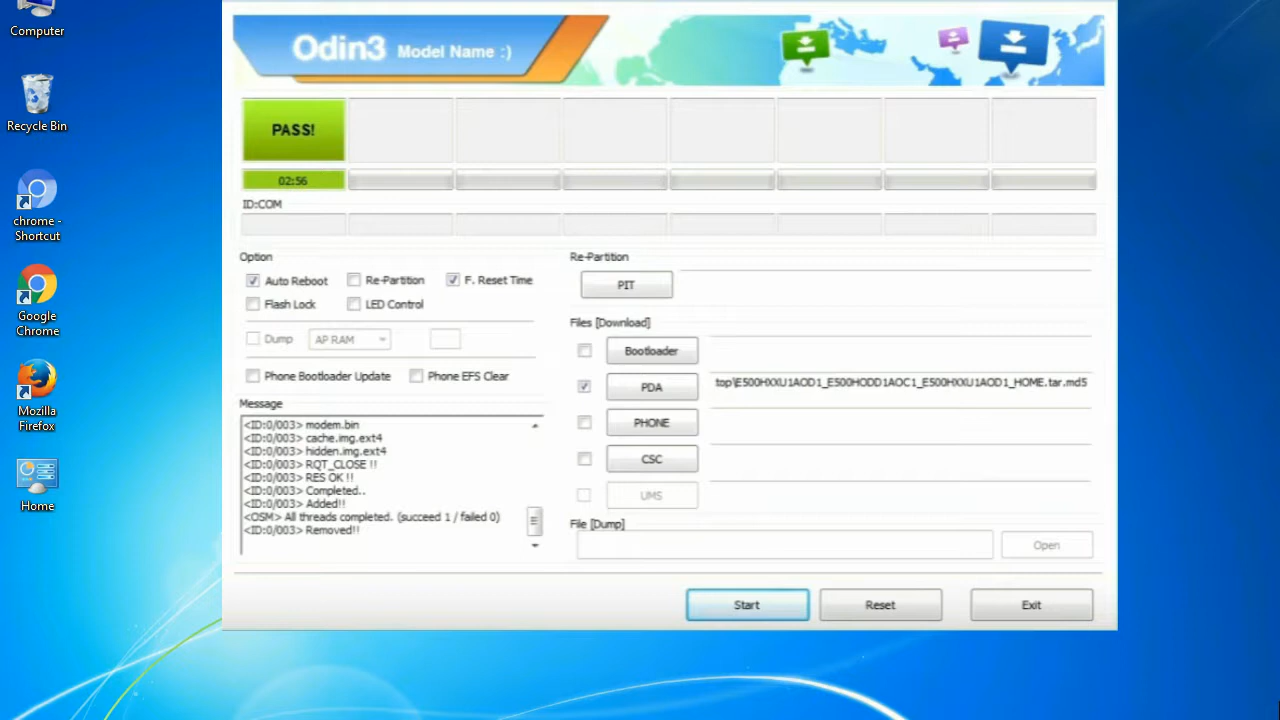 Computer
Recycle Bin
chrome -
Shortcut
Google
Chrome
Mozilla
Firefox
Home
Odin3 Model Name :)
PASS!
02:56
ID:COM
Option
Auto Reboot
Re-Partition
F. Reset Time
Flash Lock
LED Control
Dump
AP RAM
Phone Bootloader Update
Phone EFS Clear
Message
<ID:0/003> modem.bin
<ID:0/003> cache.img.ext4
<ID:0/003> hidden.img.ext4
<ID:0/003> RQT_CLOSE !!
<ID:0/003> RES OK !!
<ID:0/003> Completed..
<ID:0/003> Added!!
<OSM> All threads completed. (succeed 1 / failed 0)
<ID:0/003> Removed!!
Re-Partition
PIT
Files [Download]
Bootloader
PDA
top\E500HXXU1AOD1_E500HODD1AOC1_E500HXXU1AOD1_HOME.tar.md5
PHONE
CSC
UMS
File [Dump]
Open
Start
Reset
Exit